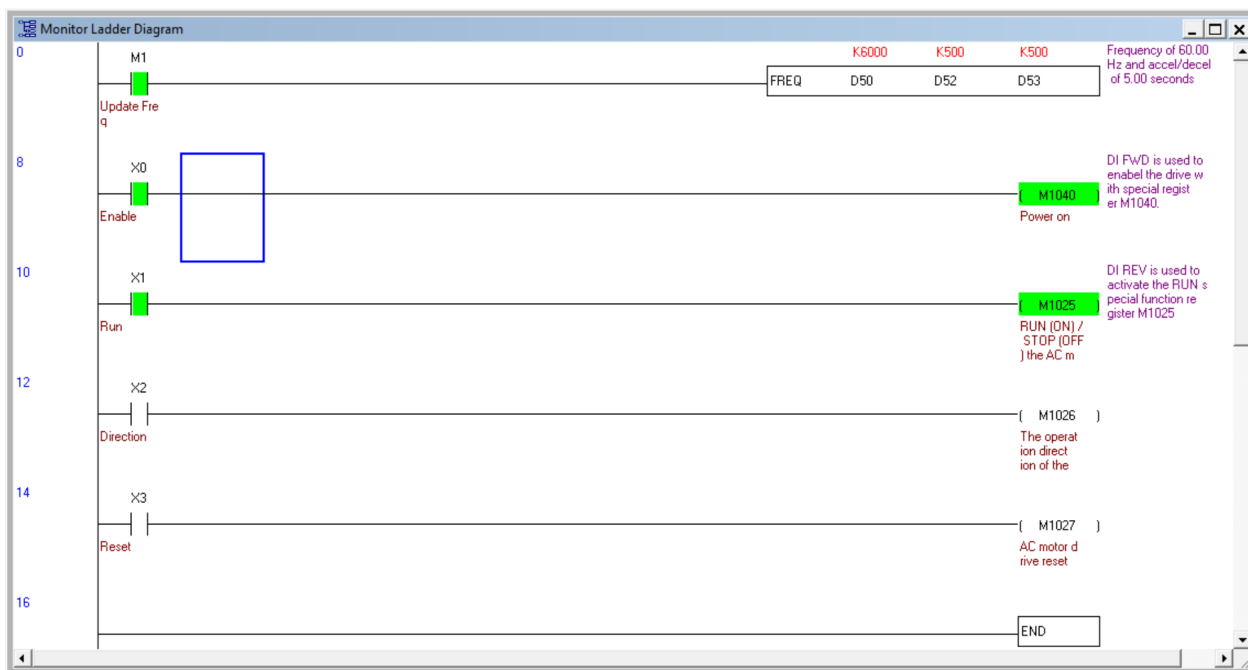 Monitor Ladder Diagram
0
M1
K6000 K500 K500
FREQ D50 D52 D53
Update Fre
q
Frequency of 60.00
Hz and accel/decel
of 5.00 seconds
8
X0
M1040
Enable
Power on
DI FWD is used to
enabel the drive w
ith special regist
er M1040.
10
X1
M1025
Run
RUN (ON) /
STOP (OFF
) the AC m
DI REV is used to
activate the RUN s
pecial function re
gister M1025
12
X2
M1026
Direction
The operat
ion direct
ion of the
14
X3
M1027
Reset
AC motor d
rive reset
16
END